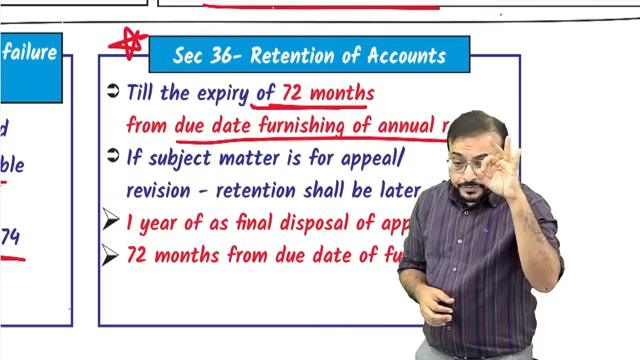 failure
d
ble
74
Sec 36- Retention of Accounts
Till the expiry of 72 months
from due date furnishing of annual
If subject matter is for appeal/
revision - retention shall be later
1 year of as final disposal of app
72 months from due date of fu